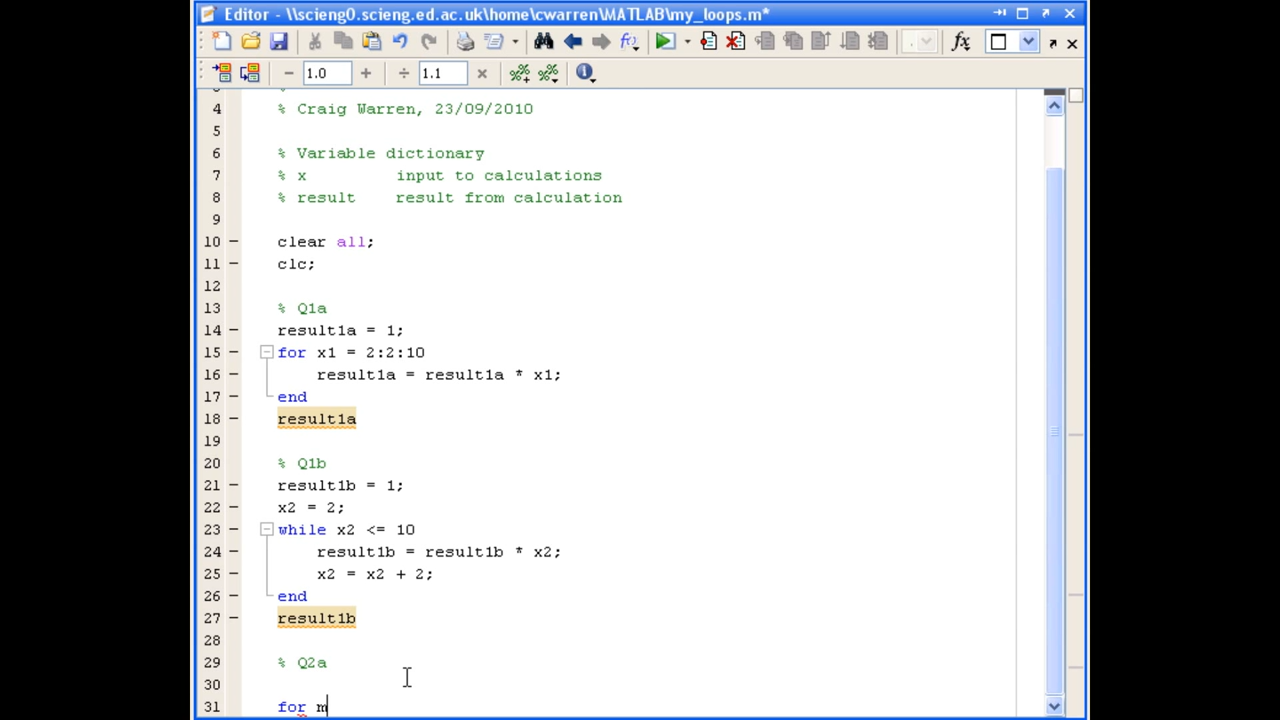 Editor - \\scieng0.scieng.ed.ac.uk\home\cwarren\MATLAB\my_loops.m*
1.0
1.1
4 % Craig Warren, 23/09/2010
5
6 % Variable dictionary
7 % x input to calculations
8 % result result from calculation
9
10 clear all;
11 clc;
12
13 % Q1a
14 result1a = 1;
15 for x1 = 2:2:10
16 result1a = result1a * x1;
17 end
18 result1a
19
20 % Q1b
21 result1b = 1;
22 x2 = 2;
23 while x2 <= 10
24 result1b = result1b * x2;
25 x2 = x2 + 2;
26 end
27 result1b
28
29 % Q2a
30
31 for m